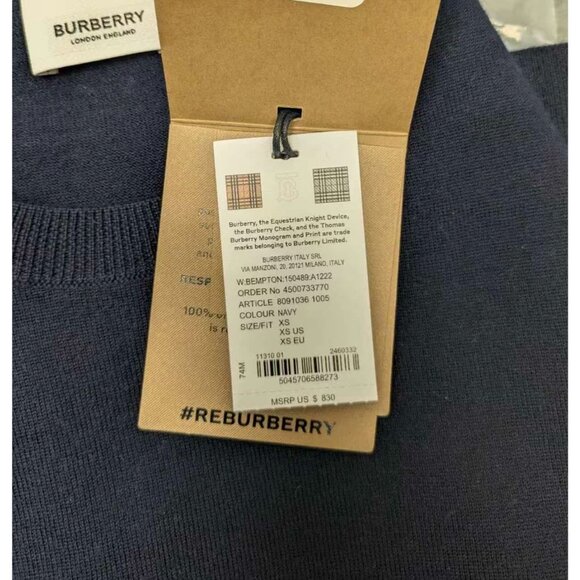 BURBERRY
LONDON ENGLAND
Burberry, the Equestrian Knight Device,
the Burberry Check, and the Thomas
Burberry Monogram and Print are trade
marks belonging to Burberry Limited.
BURBERRY ITALY SRL
VIA MANZONI, 20, 20121 MILANO, ITALY
W.BEMPTON:150489:A1222
ORDER No 4500733770
ARTICLE 8091036 1005
COLOUR NAVY
SIZE/FIT XS
XS US
XS EU
74M
11310 01 2460332
5045706588273
MSRP US $ 830
RESP
100%
is r
#REBURBERRY